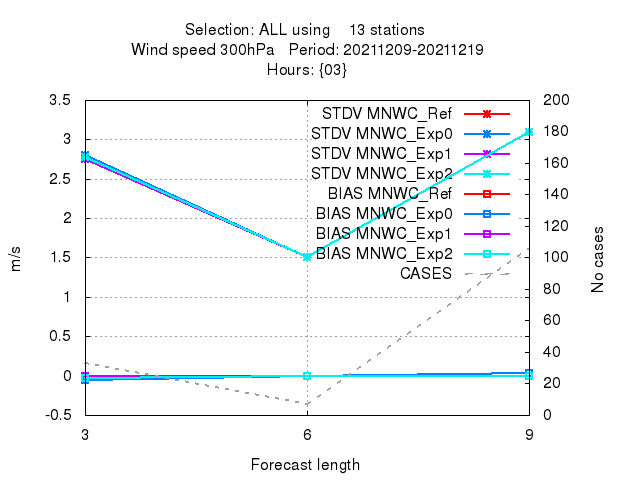 Selection: ALL using 13 stations
Wind speed 300hPa Period: 20211209-20211219
Hours: {03}
3.5
3
2.5
2
1.5
1
0.5
0
-0.5
m/s
STDV MNWC_Ref
STDV MNWC_Exp0
STDV MNWC_Exp1
STDV MNWC_Exp2
BIAS MNWC_Ref
BIAS MNWC_Exp0
BIAS MNWC_Exp1
BIAS MNWC_Exp2
CASES
200
180
160
140
120
100
80
60
40
20
0
No cases
3 6 9
Forecast length